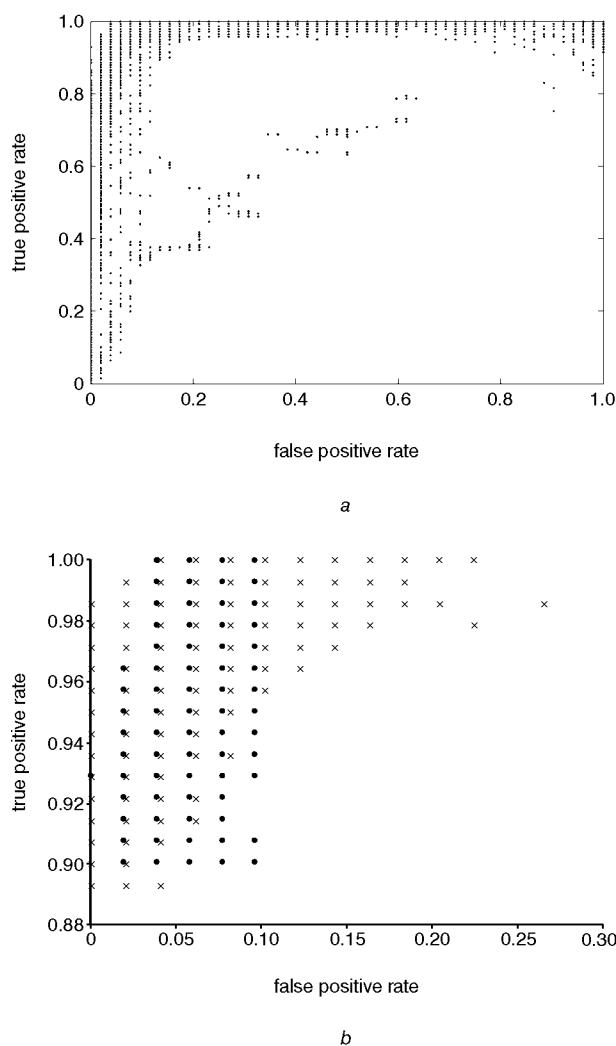 1.0
0.8
0.6
0.4
0.2
0
true positive rate
0 0.2 0.4 0.6 0.8 1.0
false positive rate
a
1.00
0.98
0.96
0.94
0.92
0.90
0.88
true positive rate
0 0.05 0.10 0.15 0.20 0.25 0.30
false positive rate
b